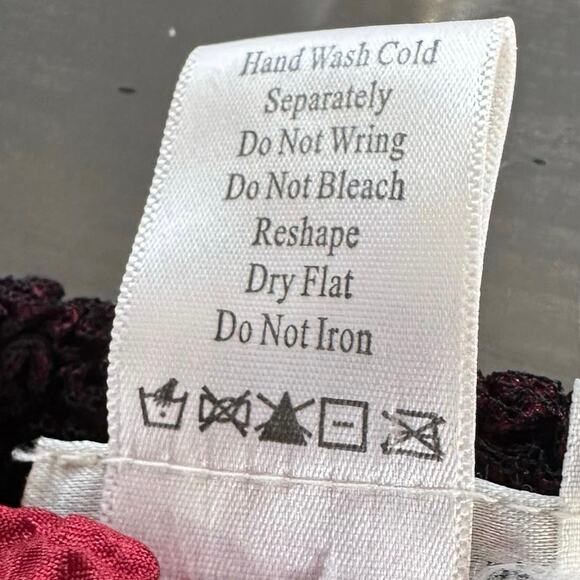 Hand Wash Cold
Separately
Do Not Wring
Do Not Bleach
Reshape
Dry Flat
Do Not Iron